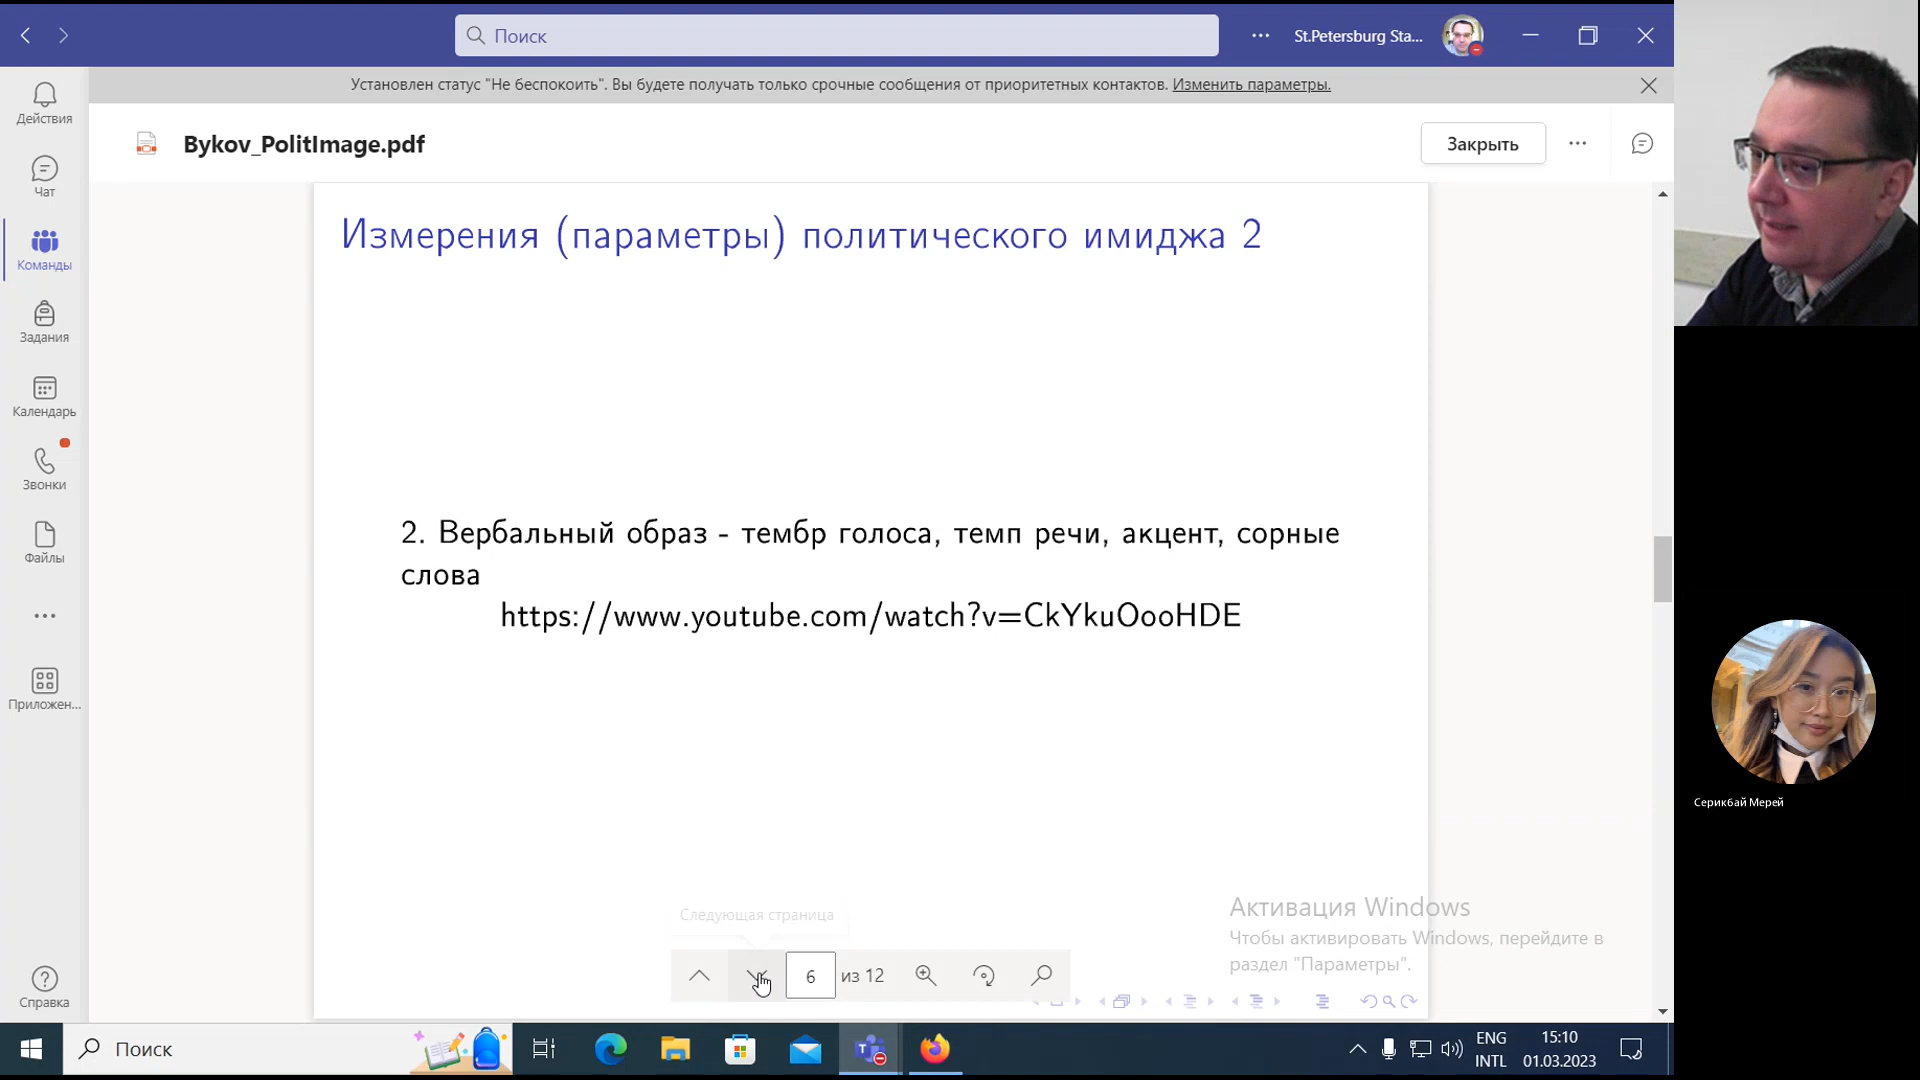 Поиск
St.Petersburg Sta...
Установлен статус "Не беспокоить". Вы будете получать только срочные сообщения от приоритетных контактов. Изменить параметры.
Действия
Чат
Команды
Задания
Календарь
Звонки
Файлы
Приложен...
Справка
Bykov_PolitImage.pdf
Закрыть
Измерения (параметры) политического имиджа 2
2. Вербальный образ - тембр голоса, темп речи, акцент, сорные
слова
https://www.youtube.com/watch?v=CkYkuOooHDE
Следующая страница
6 из 12
Активация Windows
Чтобы активировать Windows, перейдите в
раздел "Параметры".
Серикбай Мерей
Поиск
ENG
INTL
15:10
01.03.2023